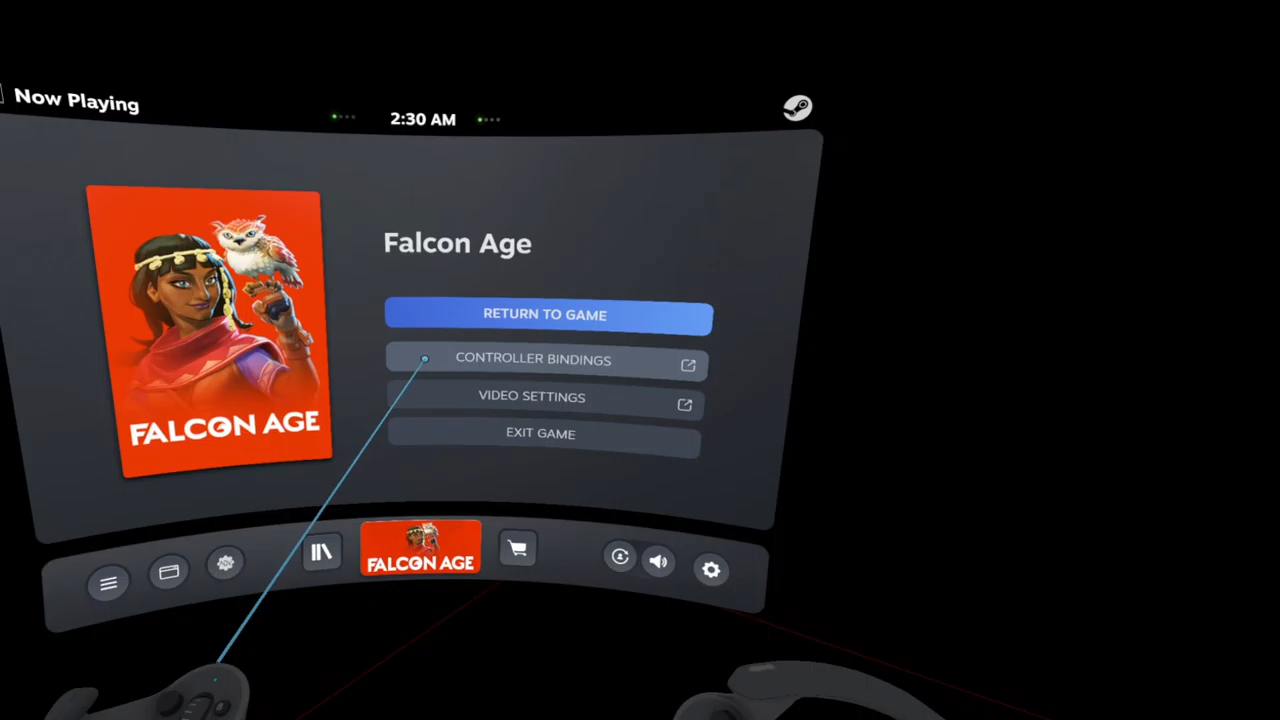 Now Playing
2:30 AM
Falcon Age
RETURN TO GAME
CONTROLLER BINDINGS
VIDEO SETTINGS
EXIT GAME
FALCON AGE
FALCON AGE